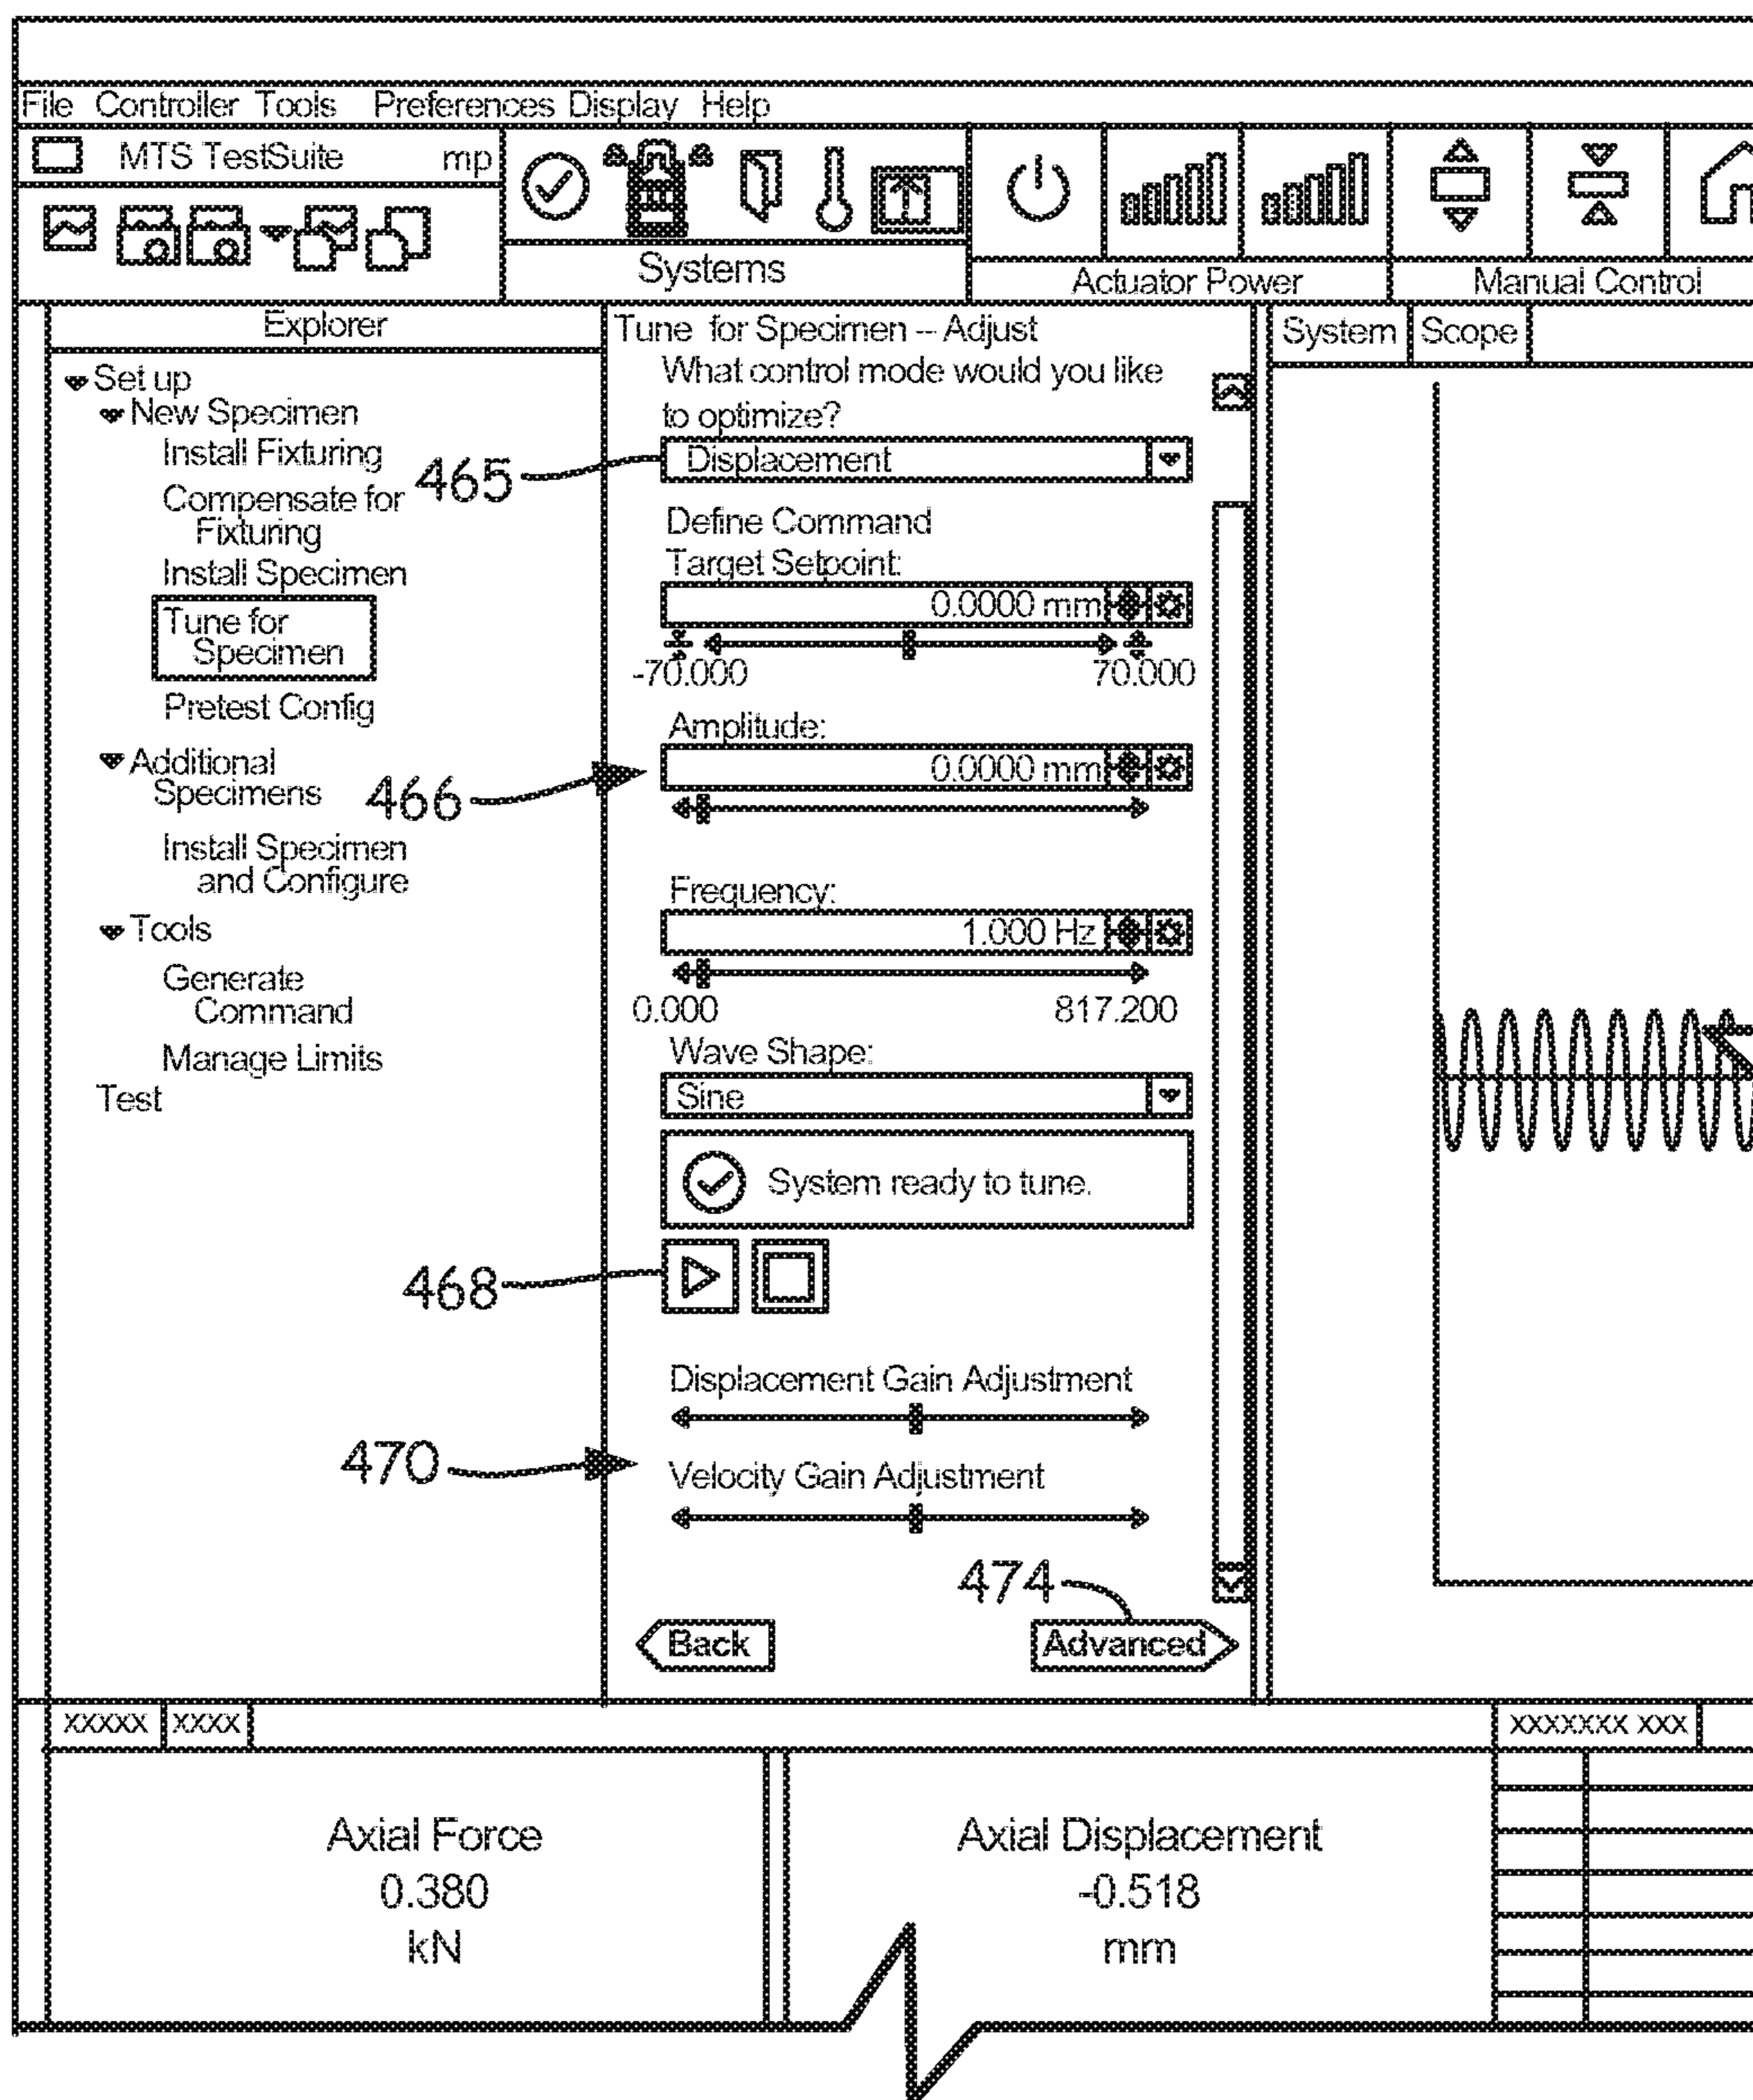 File Controller Tools Preferences Display Help
MTS TestSuite mp
Systems
Actuator Power
Manual Control
Explorer
Set up
New Specimen
Install Fixturing
Compensate for
Fixturing
Install Specimen
Tune for
Specimen
Pretest Config
Additional
Specimens
Install Specimen
and Configure
Tools
Generate
Command
Manage Limits
Test
Tune for Specimen -- Adjust
What control mode would you like
to optimize?
465
Displacement
Define Command
Target Setpoint:
0.0000 mm
-70.000 70.000
Amplitude:
466
0.0000 mm
Frequency:
1.000 Hz
0.000 817.200
Wave Shape:
Sine
System ready to tune.
468
Displacement Gain Adjustment
470
Velocity Gain Adjustment
474
Back Advanced
System Scope
xxxxx xxxx
xxxxxxx xxx
Axial Force
0.380
kN
Axial Displacement
-0.518
mm